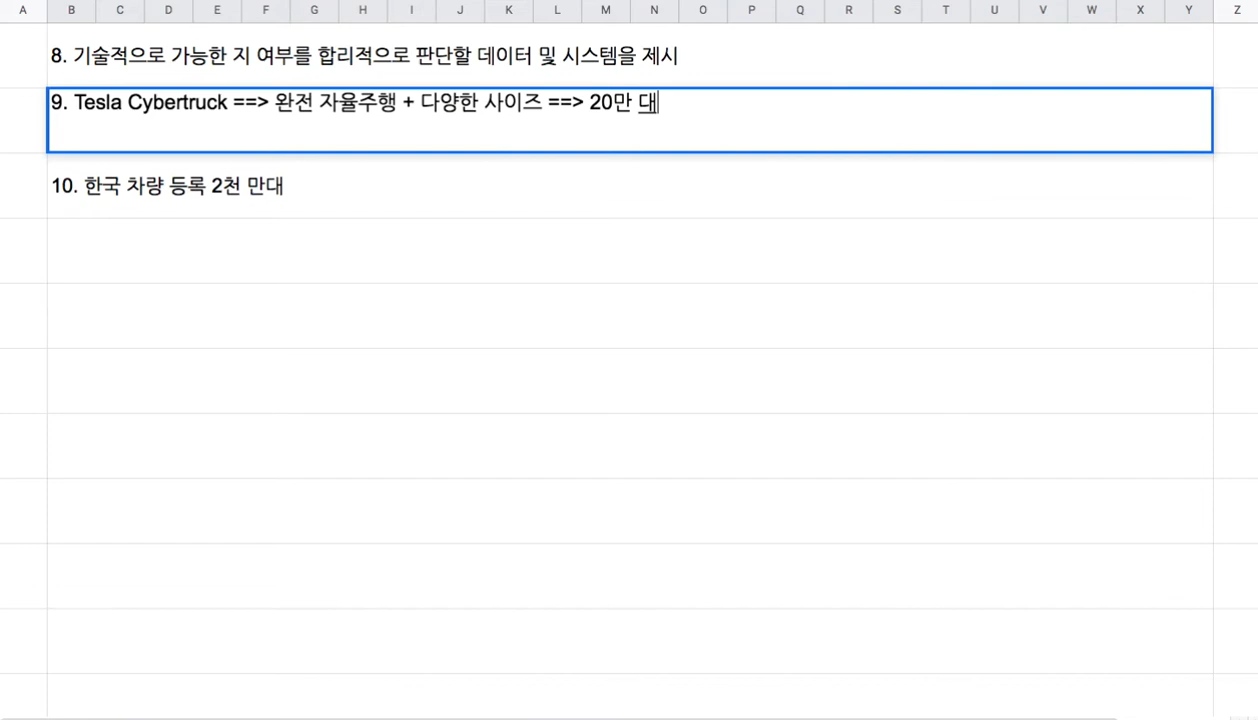 A B C D E F G H I J K L M N O P Q R S T U V W X Y Z
8. 기술적으로 가능한 지 여부를 합리적으로 판단할 데이터 및 시스템을 제시
9. Tesla Cybertruck ==> 완전 자율주행 + 다양한 사이즈 ==> 20만 대
10. 한국 차량 등록 2천 만대